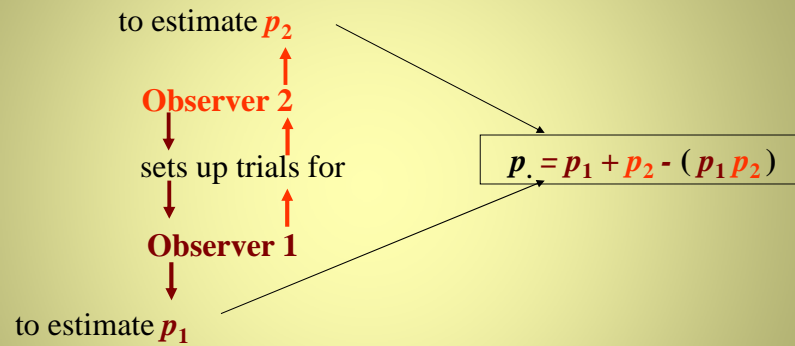 to estimate p₂
Observer 2
sets up trials for
p. = p₁ + p₂ - ( p₁ p₂ )
Observer 1
to estimate p₁